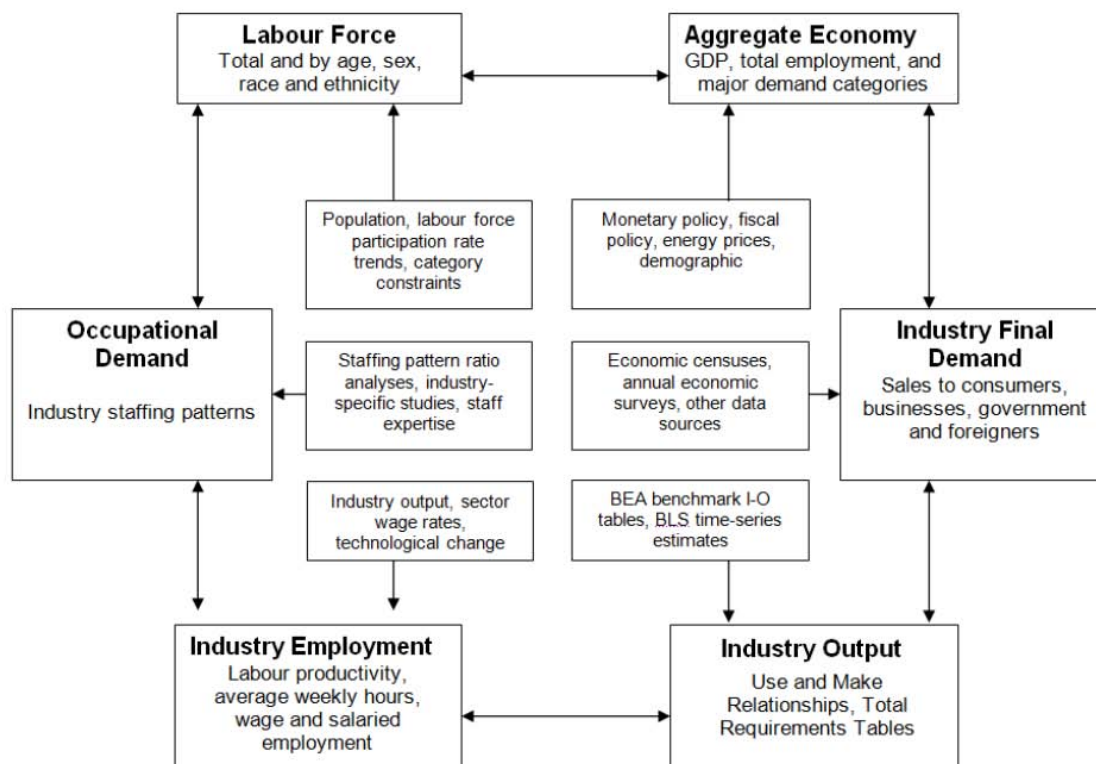 Labour Force
Total and by age, sex,
race and ethnicity
Aggregate Economy
GDP, total employment, and
major demand categories
Population, labour force
participation rate
trends, category
constraints
Monetary policy, fiscal
policy, energy prices,
demographic
Occupational
Demand
Industry staffing patterns
Staffing pattern ratio
analyses, industry-
specific studies, staff
expertise
Economic censuses,
annual economic
surveys, other data
sources
Industry Final
Demand
Sales to consumers,
businesses, government
and foreigners
Industry output, sector
wage rates,
technological change
BEA benchmark I-O
tables, BLS time-series
estimates
Industry Employment
Labour productivity,
average weekly hours,
wage and salaried
employment
Industry Output
Use and Make
Relationships, Total
Requirements Tables